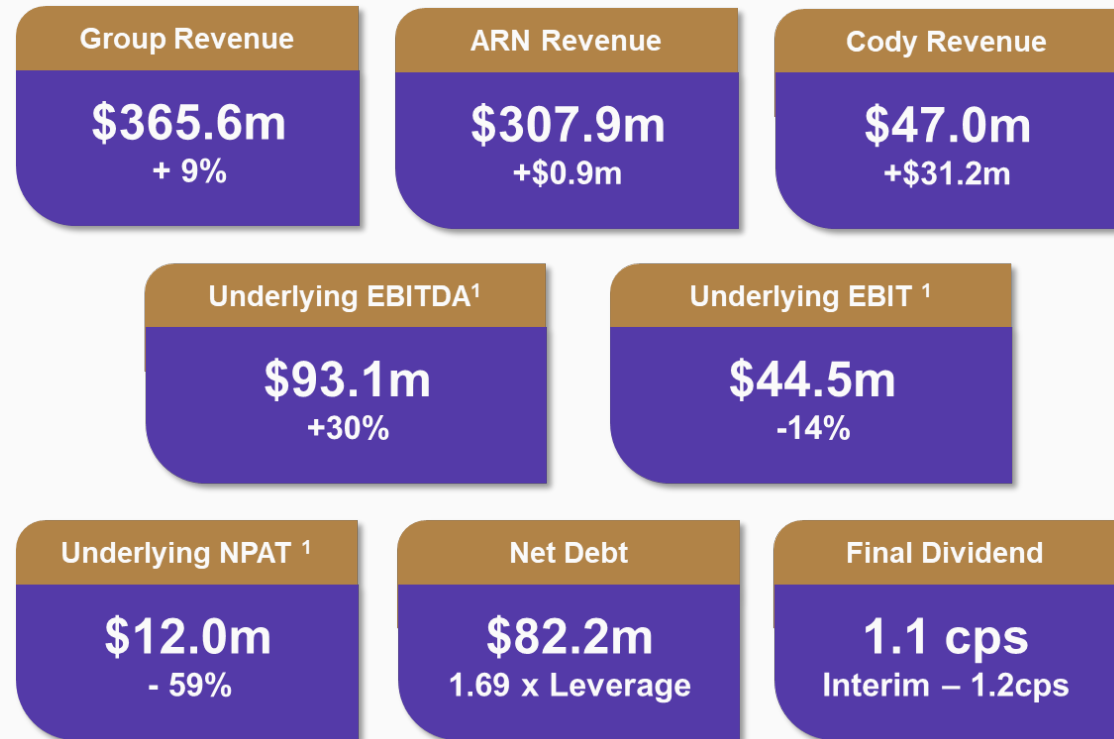 Group Revenue
$365.6m
+ 9%
ARN Revenue
$307.9m
+$0.9m
Cody Revenue
$47.0m
+$31.2m
Underlying EBITDA¹
$93.1m
+30%
Underlying EBIT ¹
$44.5m
-14%
Underlying NPAT ¹
$12.0m
- 59%
Net Debt
$82.2m
1.69 x Leverage
Final Dividend
1.1 cps
Interim – 1.2cps